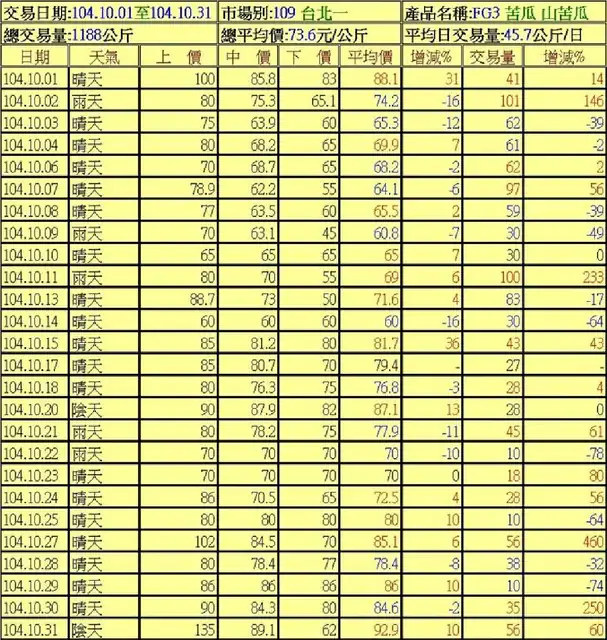 交易日期:104.10.01至104.10.31 市場別:109 台北一 產品名稱:FG3 苦瓜 山苦瓜
總交易量:1188公斤 總平均價:73.6元/公斤 平均日交易量:45.7公斤/日
日期 天氣 上 價 中 價 下 價 平均價 增減% 交易量 增減%
104.10.01 晴天 100 85.8 83 88.1 31 41 14
104.10.02 雨天 80 75.3 65.1 74.2 -16 101 146
104.10.03 晴天 75 63.9 60 65.3 -12 62 -39
104.10.04 晴天 80 68.2 65 69.9 7 61 -2
104.10.06 晴天 70 68.7 65 68.2 -2 62 2
104.10.07 晴天 78.9 62.2 55 64.1 -6 97 56
104.10.08 晴天 77 63.5 60 65.5 2 59 -39
104.10.09 雨天 70 63.1 45 60.8 -7 30 -49
104.10.10 晴天 65 65 65 65 7 30 0
104.10.11 雨天 80 70 55 69 6 100 233
104.10.13 晴天 88.7 73 50 71.6 4 83 -17
104.10.14 晴天 60 60 60 60 -16 30 -64
104.10.15 晴天 85 81.2 80 81.7 36 43 43
104.10.17 晴天 85 80.7 70 79.4 - 27 -
104.10.18 晴天 80 76.3 75 76.8 -3 28 4
104.10.20 陰天 90 87.9 82 87.1 13 28 0
104.10.21 雨天 80 78.2 75 77.9 -11 45 61
104.10.22 雨天 70 70 70 70 -10 10 -78
104.10.23 晴天 70 70 70 70 0 18 80
104.10.24 晴天 86 70.5 65 72.5 4 28 56
104.10.25 晴天 80 80 80 80 10 10 -64
104.10.27 晴天 102 84.5 70 85.1 6 56 460
104.10.28 晴天 80 78.4 77 78.4 -8 38 -32
104.10.29 晴天 86 86 86 86 10 10 -74
104.10.30 晴天 90 84.3 80 84.6 -2 35 250
104.10.31 陰天 135 89.1 62 92.9 10 56 60